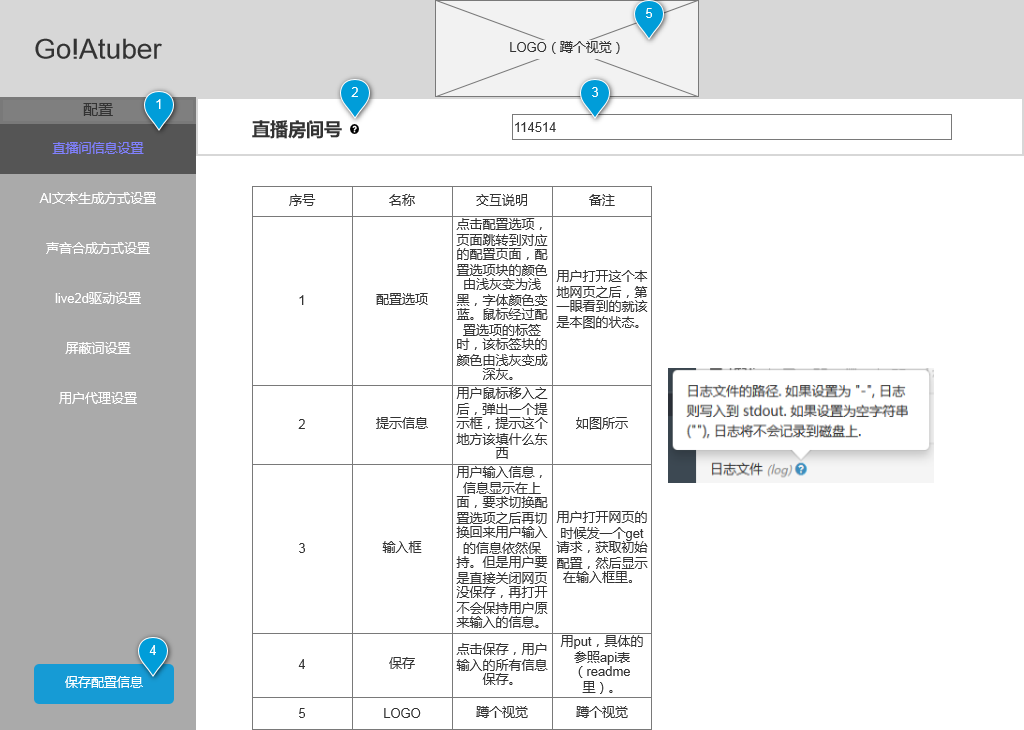 Go!Atuber
LOGO（蹲个视觉）
5
配置
1
2
3
直播间信息设置
直播房间号
114514
AI文本生成方式设置
声音合成方式设置
live2d驱动设置
屏蔽词设置
用户代理设置
4
保存配置信息
序号 名称 交互说明 备注
1
配置选项
点击配置选项，
页面跳转到对应
的配置页面，配
置选项块的颜色
由浅灰变为浅
黑，字体颜色变
蓝。鼠标经过配
置选项的标签
时，该标签块的
颜色由浅灰变成
深灰。
用户打开这个本
地网页之后，第
一眼看到的就该
是本图的状态。
2
提示信息
用户鼠标移入之
后，弹出一个提
示框，提示这个
地方该填什么东
西
如图所示
3
输入框
用户输入信息，
信息显示在上
面，要求切换配
置选项之后再切
换回来用户输入
的信息依然保
持。但是用户要
是直接关闭网页
没保存，再打开
不会保持用户原
来输入的信息。
用户打开网页的
时候发一个get
请求，获取初始
配置，然后显示
在输入框里。
4
保存
点击保存，用户
输入的所有信息
保存。
用put，具体的
参照api表
（readme
里）。
5 LOGO 蹲个视觉 蹲个视觉
日志文件的路径. 如果设置为 "-", 日志
则写入到 stdout. 如果设置为空字符串
(""), 日志将不会记录到磁盘上.
日志文件 (log)